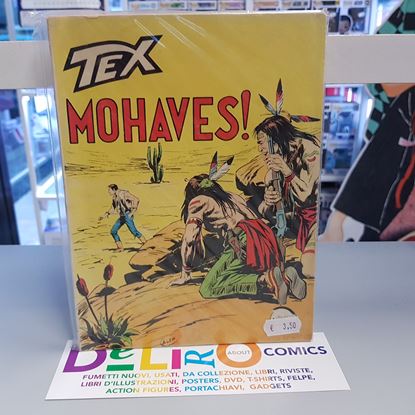 TEX
MOHAVES!
€ 3,50
DeLiRO ABOUT COMICS
FUMETTI NUOVI, USATI, DA COLLEZIONE, LIBRI, RIVISTE,
LIBRI D'ILLUSTRAZIONI, POSTERS, DVD, T-SHIRTS, FELPE,
ACTION FIGURES, PORTACHIAVI, GADGETS